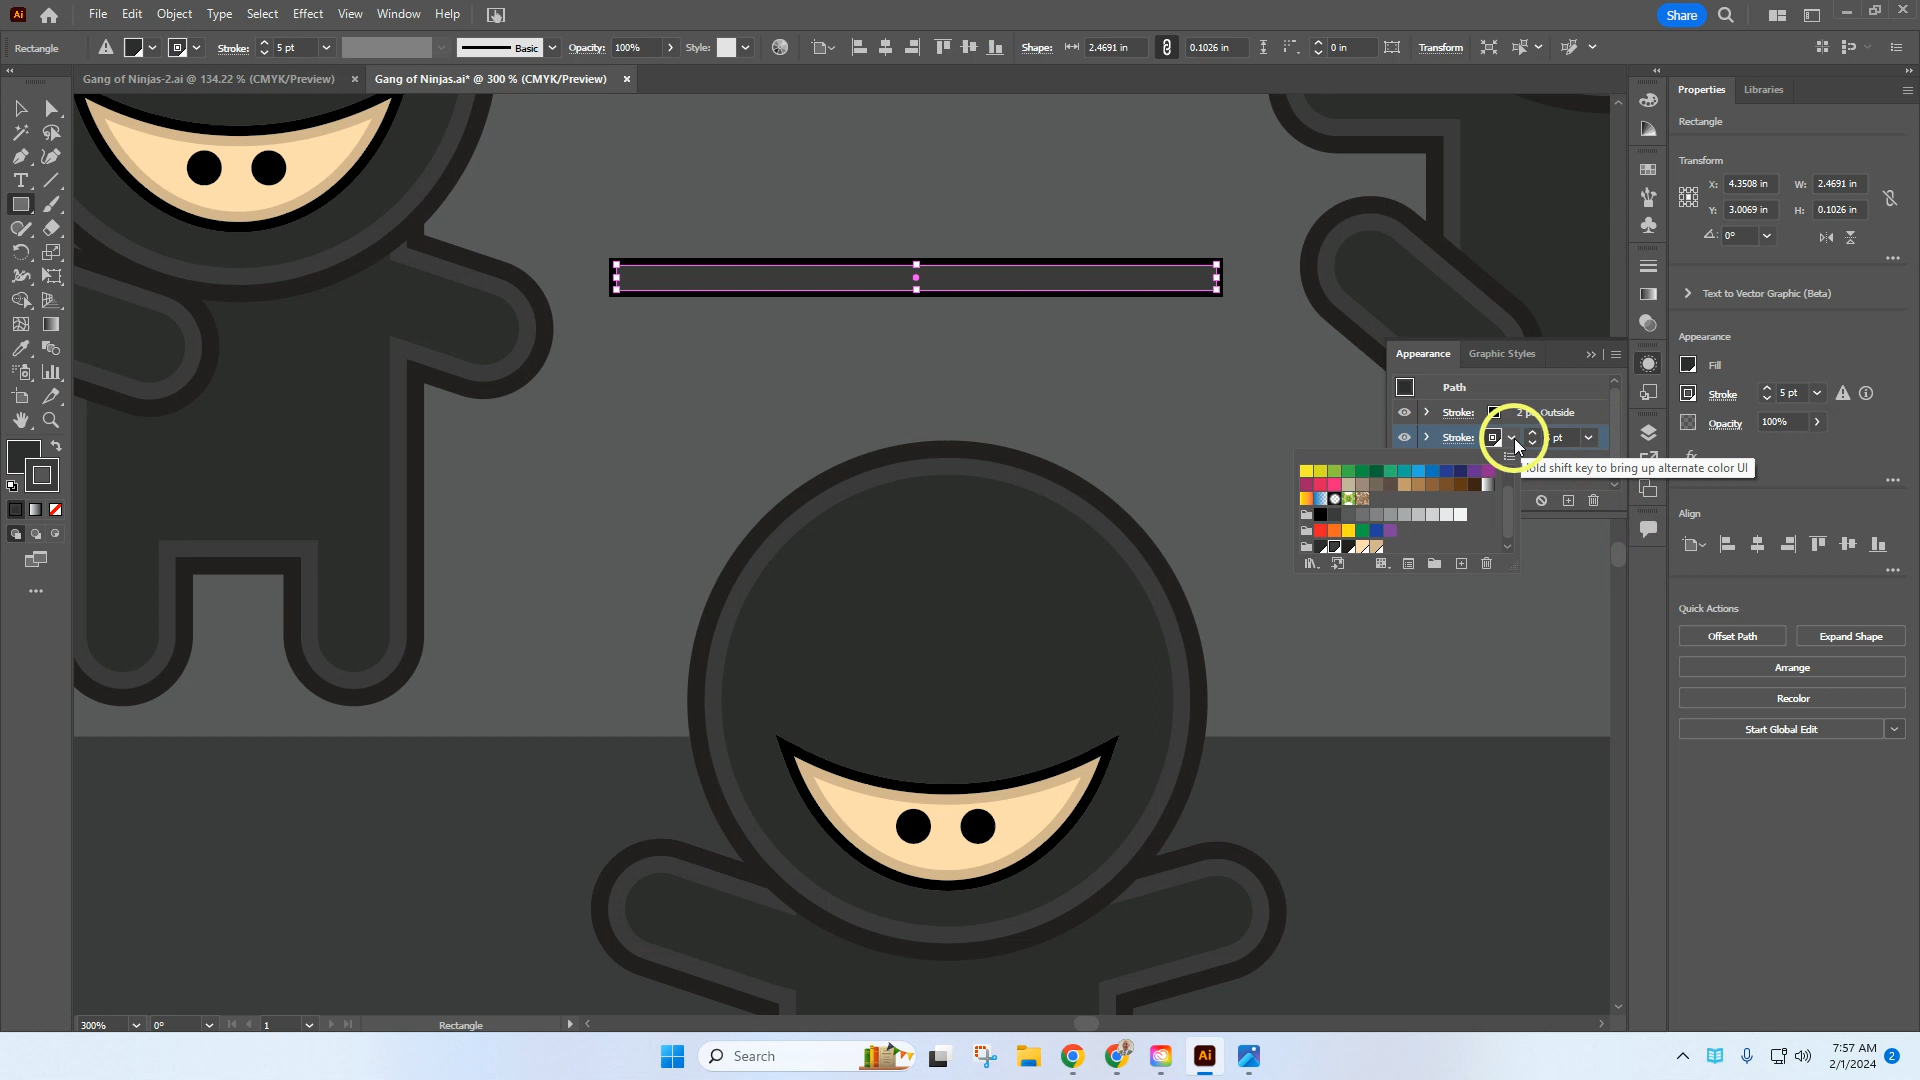 Ai File Edit Object Type Select Effect View Window Help Share
Rectangle Stroke: 5 pt Basic Opacity: 100% Style: Shape: 2.4691 in 0.1026 in 0 in Transform
Gang of Ninjas-2.ai @ 134.22 % (CMYK/Preview) × Gang of Ninjas.ai* @ 300 % (CMYK/Preview) ×
Properties Libraries
Rectangle
Transform
X: 4.3508 in W: 2.4691 in
Y: 3.0069 in H: 0.1026 in
0°
Text to Vector Graphic (Beta)
Appearance
Fill
Stroke 5 pt
Opacity 100%
Align
Quick Actions
Offset Path Expand Shape
Arrange
Recolor
Start Global Edit
Appearance Graphic Styles
Path
Stroke: 2 p Outside
Stroke: pt
old shift key to bring up alternate color UI
300% 0° 1 Rectangle
Search
Ai
7:57 AM
2/1/2024
2